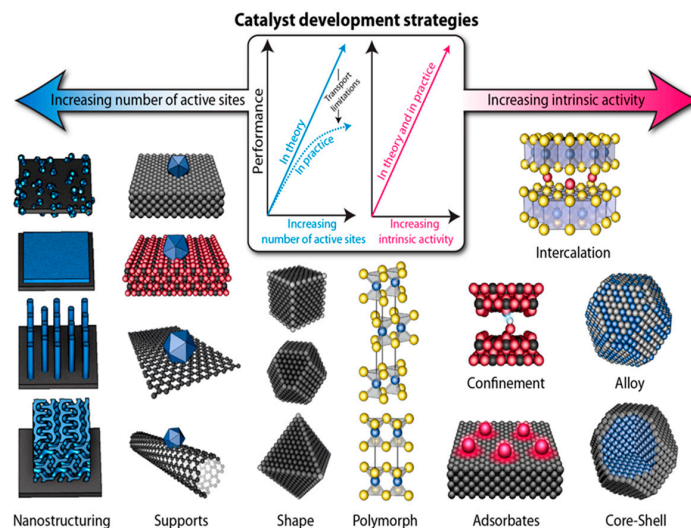 Catalyst development strategies
Increasing number of active sites
Increasing intrinsic activity
Performance
In theory
In practice
Transport
limitations
Increasing
number of active sites
In theory and in practice
Increasing
intrinsic activity
Intercalation
Confinement
Alloy
Nanostructuring
Supports
Shape
Polymorph
Adsorbates
Core-Shell